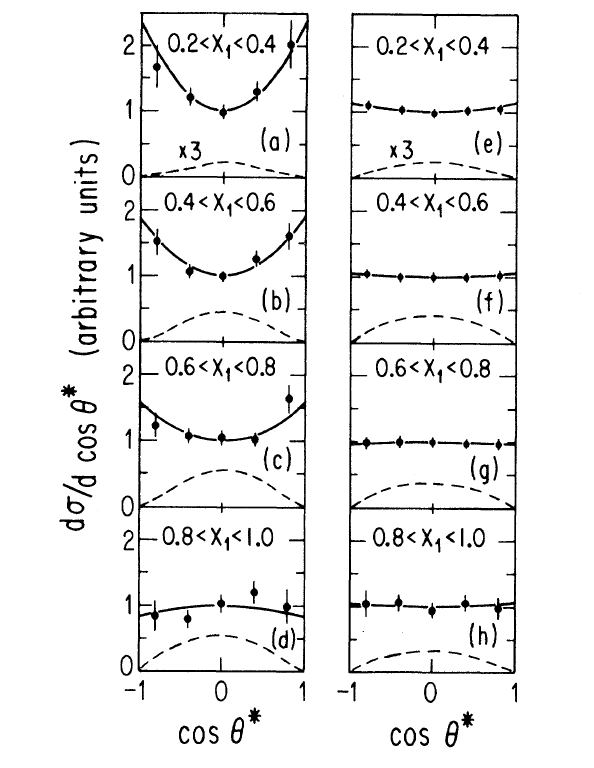 dσ/d cos θ* (arbitrary units)
0.2<X₁<0.4
2
1
x3
(a)
0
0.4<X₁<0.6
2
1
(b)
0
0.6<X₁<0.8
2
1
(c)
0
0.8<X₁<1.0
2
1
(d)
0
-1 0 1
cos θ*
0.2<X₁<0.4
x3
(e)
0.4<X₁<0.6
(f)
0.6<X₁<0.8
(g)
0.8<X₁<1.0
(h)
-1 0 1
cos θ*